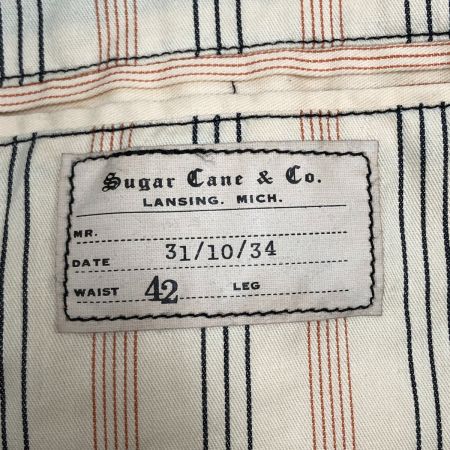 Sugar Cane & Co.
LANSING. MICH.
MR.
DATE 31/10/34
WAIST 42 LEG